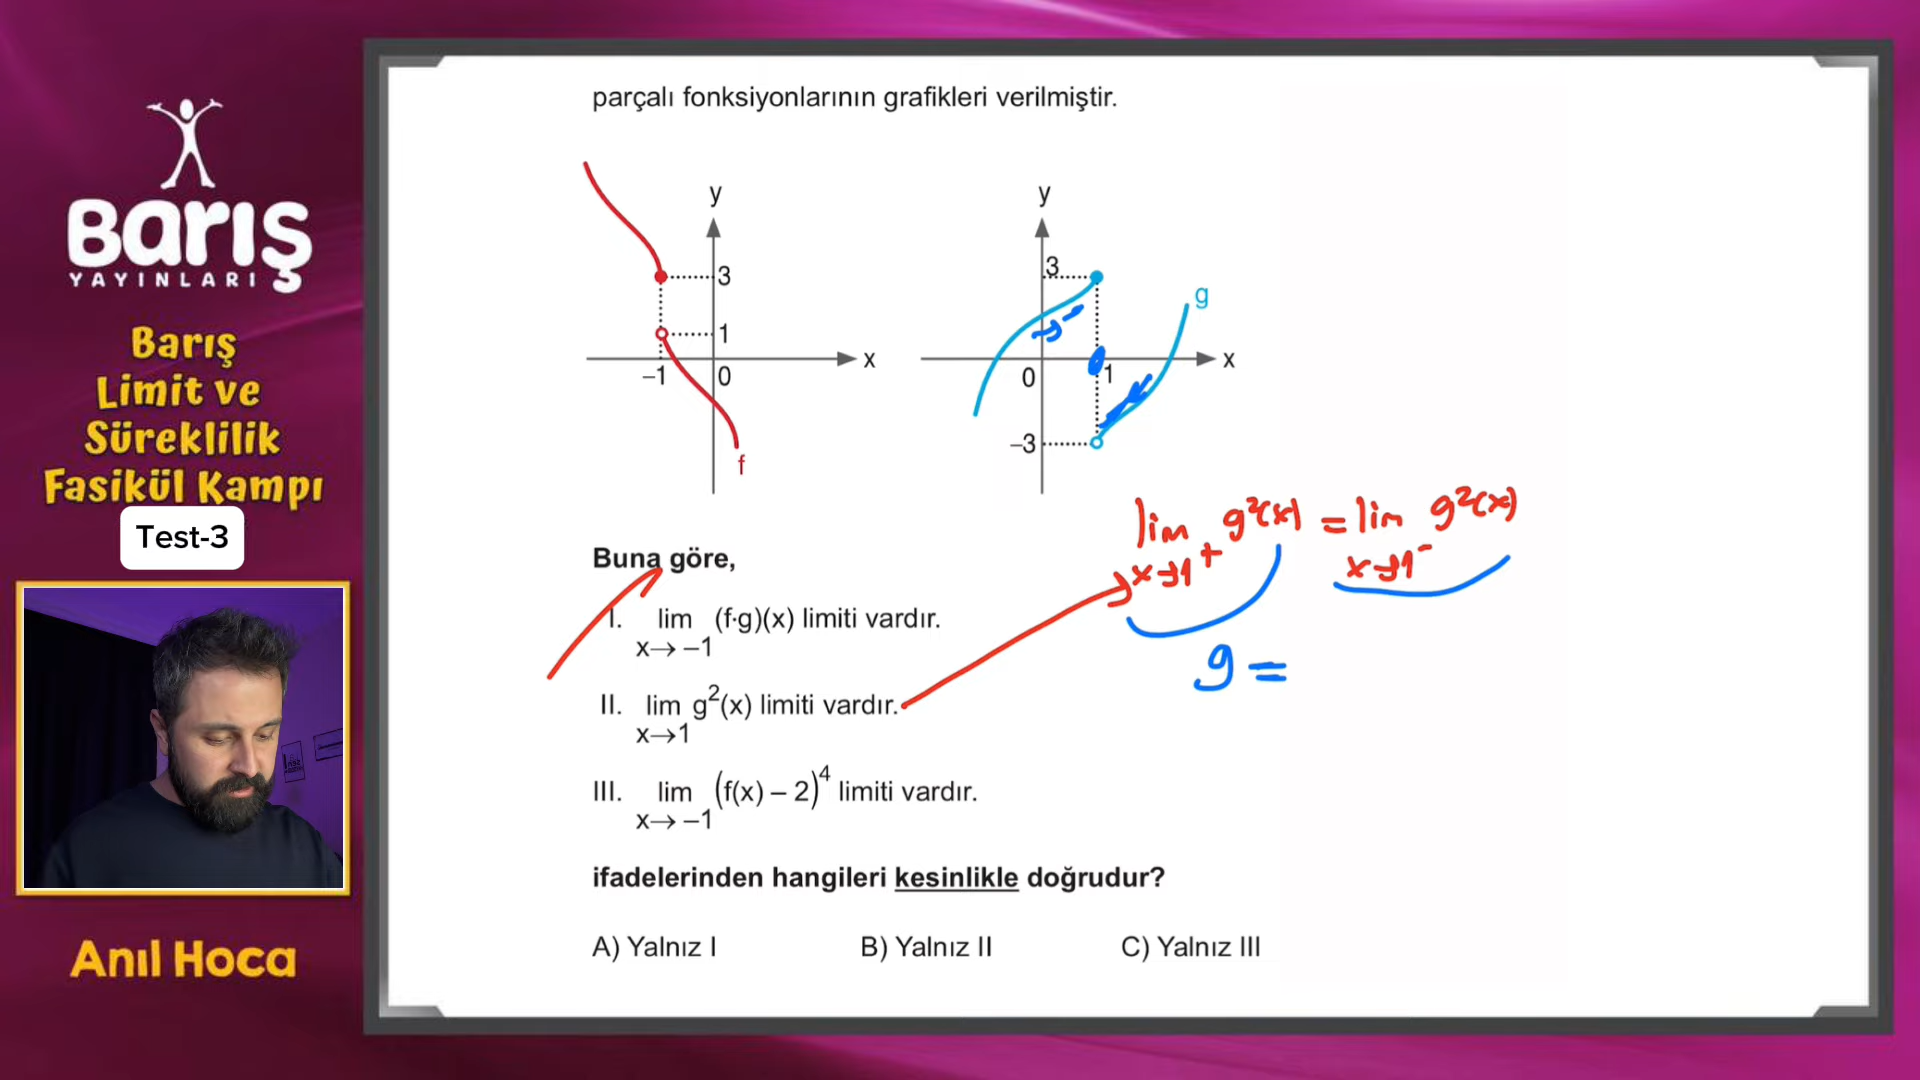 Barış
YAYINLARI
Barış
Limit ve
Süreklilik
Fasikül Kampı
Test-3
Anıl Hoca
parçalı fonksiyonlarının grafikleri verilmiştir.
y
3
1
x
–1
0
f
y
3
g
x
0
1
–3
lim g²(x) = lim g²(x)
x→1⁺ x→1⁻
g =
Buna göre,
I. lim (f·g)(x) limiti vardır.
x→ –1
II. lim g²(x) limiti vardır.
x→1
III. lim (f(x) – 2)⁴ limiti vardır.
x→ –1
ifadelerinden hangileri kesinlikle doğrudur?
A) Yalnız I B) Yalnız II C) Yalnız III